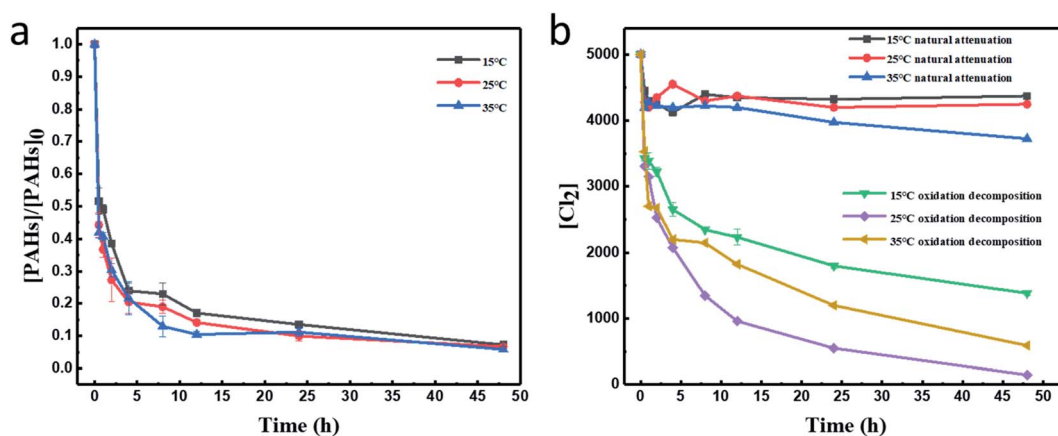 a
1.0
0.9
0.8
0.7
0.6
0.5
0.4
0.3
0.2
0.1
0.0
[PAHs]/[PAHs]0
15°C
25°C
35°C
0 5 10 15 20 25 30 35 40 45 50
Time (h)
b
5000
4000
3000
2000
1000
0
[Cl2]
15°C natural attenuation
25°C natural attenuation
35°C natural attenuation
15°C oxidation decomposition
25°C oxidation decomposition
35°C oxidation decomposition
0 5 10 15 20 25 30 35 40 45 50
Time (h)